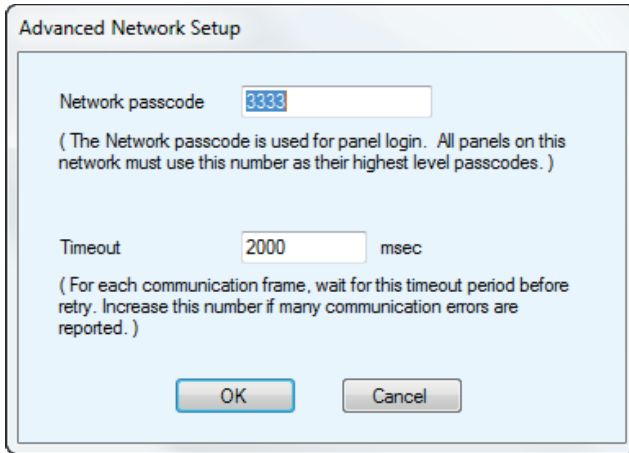 Advanced Network Setup
Network passcode 3333
( The Network passcode is used for panel login. All panels on this
network must use this number as their highest level passcodes. )
Timeout 2000 msec
( For each communication frame, wait for this timeout period before
retry. Increase this number if many communication errors are
reported. )
OK Cancel